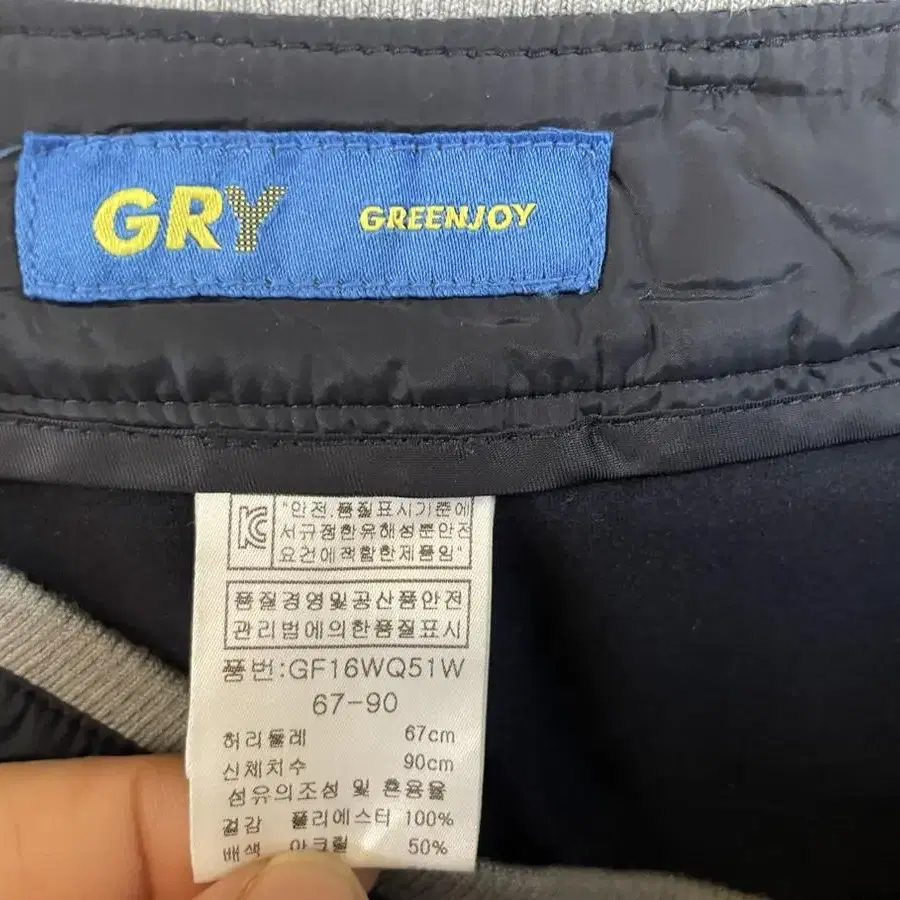 GRY GREENJOY
"안전.품질표시기준에
서규정한유해성분안전
요건에적합한제품임"
품질경영및공산품안전
관리법에의한품질표시
품번:GF16WQ51W
67-90
허리둘레 67cm
신체치수 90cm
섬유의조성 및 혼용율
겉감 폴리에스터 100%
배색 아크릴 50%